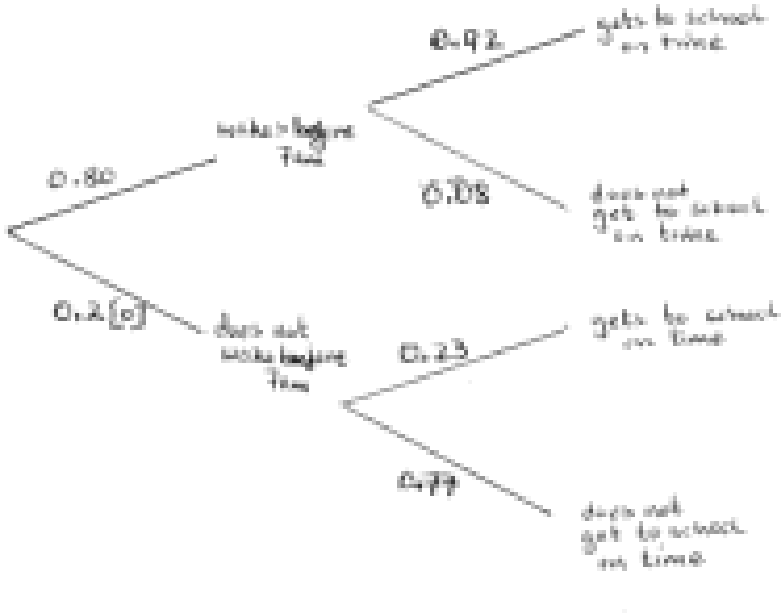 0.92
gets to school
on time
wakes before
7am
0.80
0.08
does not
get to school
on time
0.2[0]
does not
wake before
7am
0.23
gets to school
on time
0.77
does not
get to school
on time